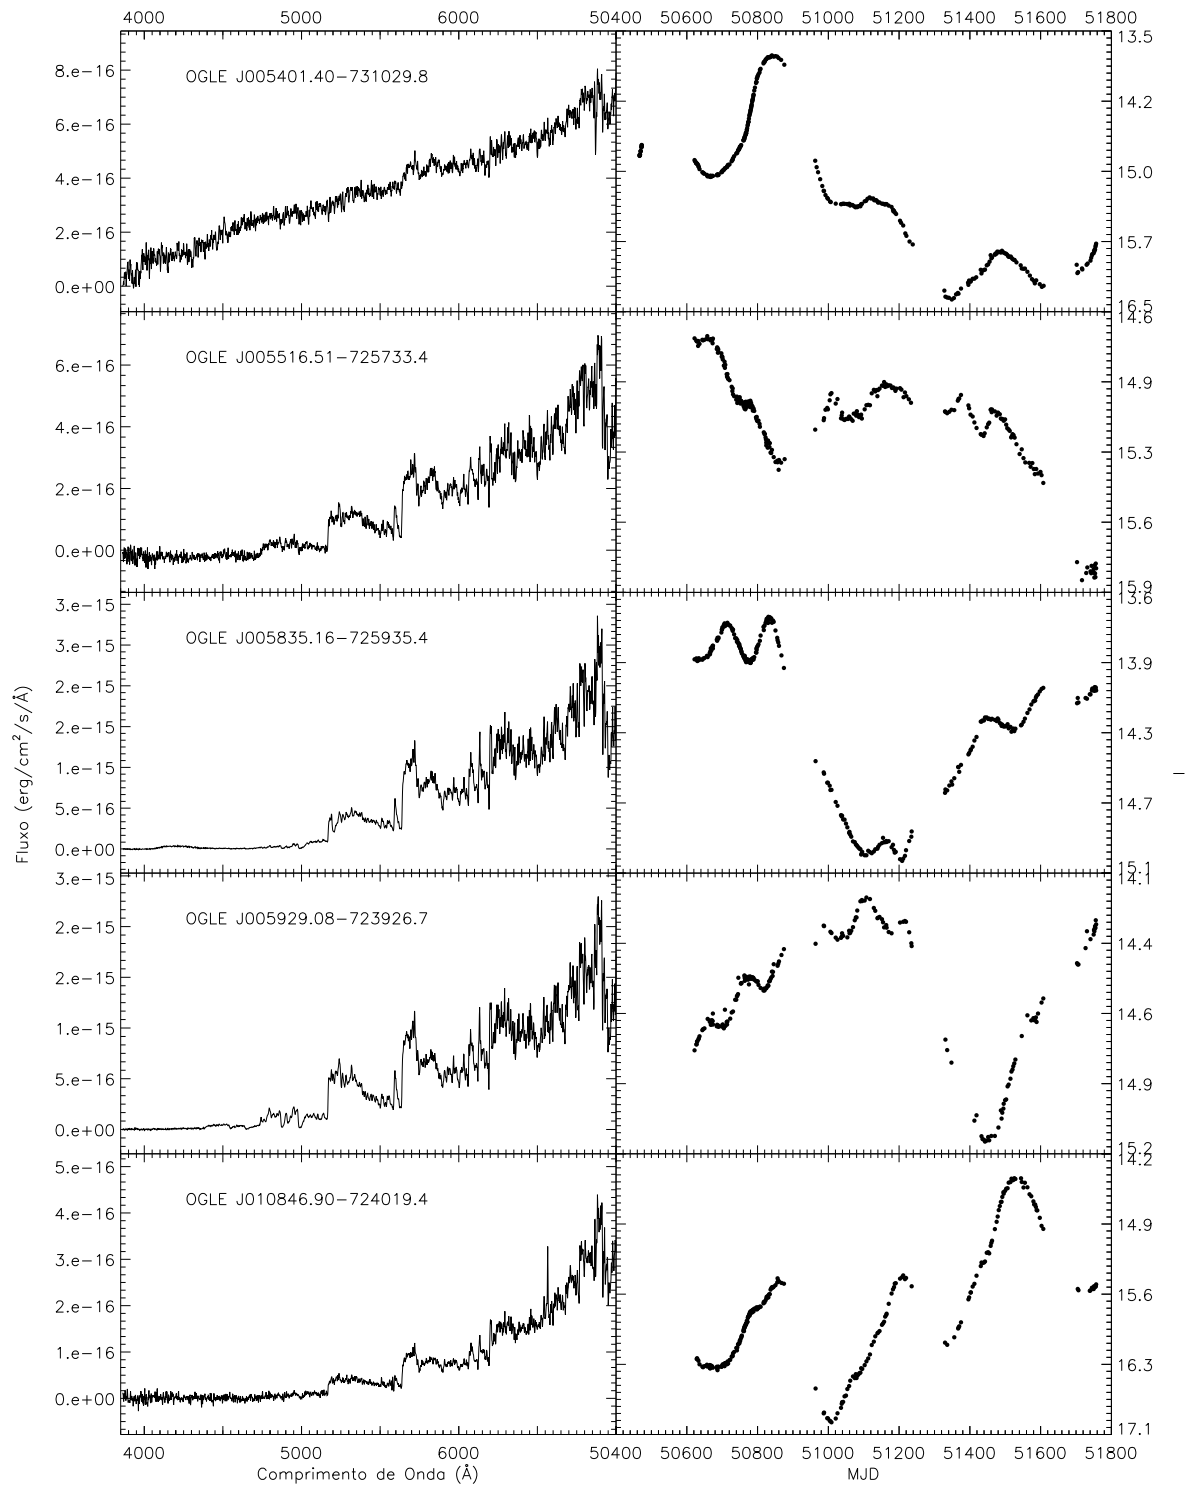 4000 5000 6000 50400 50600 50800 51000 51200 51400 51600 51800
OGLE J005401.40−731029.8
8.e−16
6.e−16
4.e−16
2.e−16
0.e+00
13.5
14.2
15.0
15.7
16.5
OGLE J005516.51−725733.4
6.e−16
4.e−16
2.e−16
0.e+00
14.6
14.9
15.3
15.6
15.9
OGLE J005835.16−725935.4
3.e−15
3.e−15
2.e−15
2.e−15
1.e−15
5.e−16
0.e+00
13.6
13.9
14.3
14.7
15.1
OGLE J005929.08−723926.7
3.e−15
2.e−15
2.e−15
1.e−15
5.e−16
0.e+00
14.1
14.4
14.6
14.9
15.2
OGLE J010846.90−724019.4
5.e−16
4.e−16
3.e−16
2.e−16
1.e−16
0.e+00
14.2
14.9
15.6
16.3
17.1
Fluxo (erg/cm²/s/Å)
I
4000 5000 6000 50400 50600 50800 51000 51200 51400 51600 51800
Comprimento de Onda (Å)
MJD